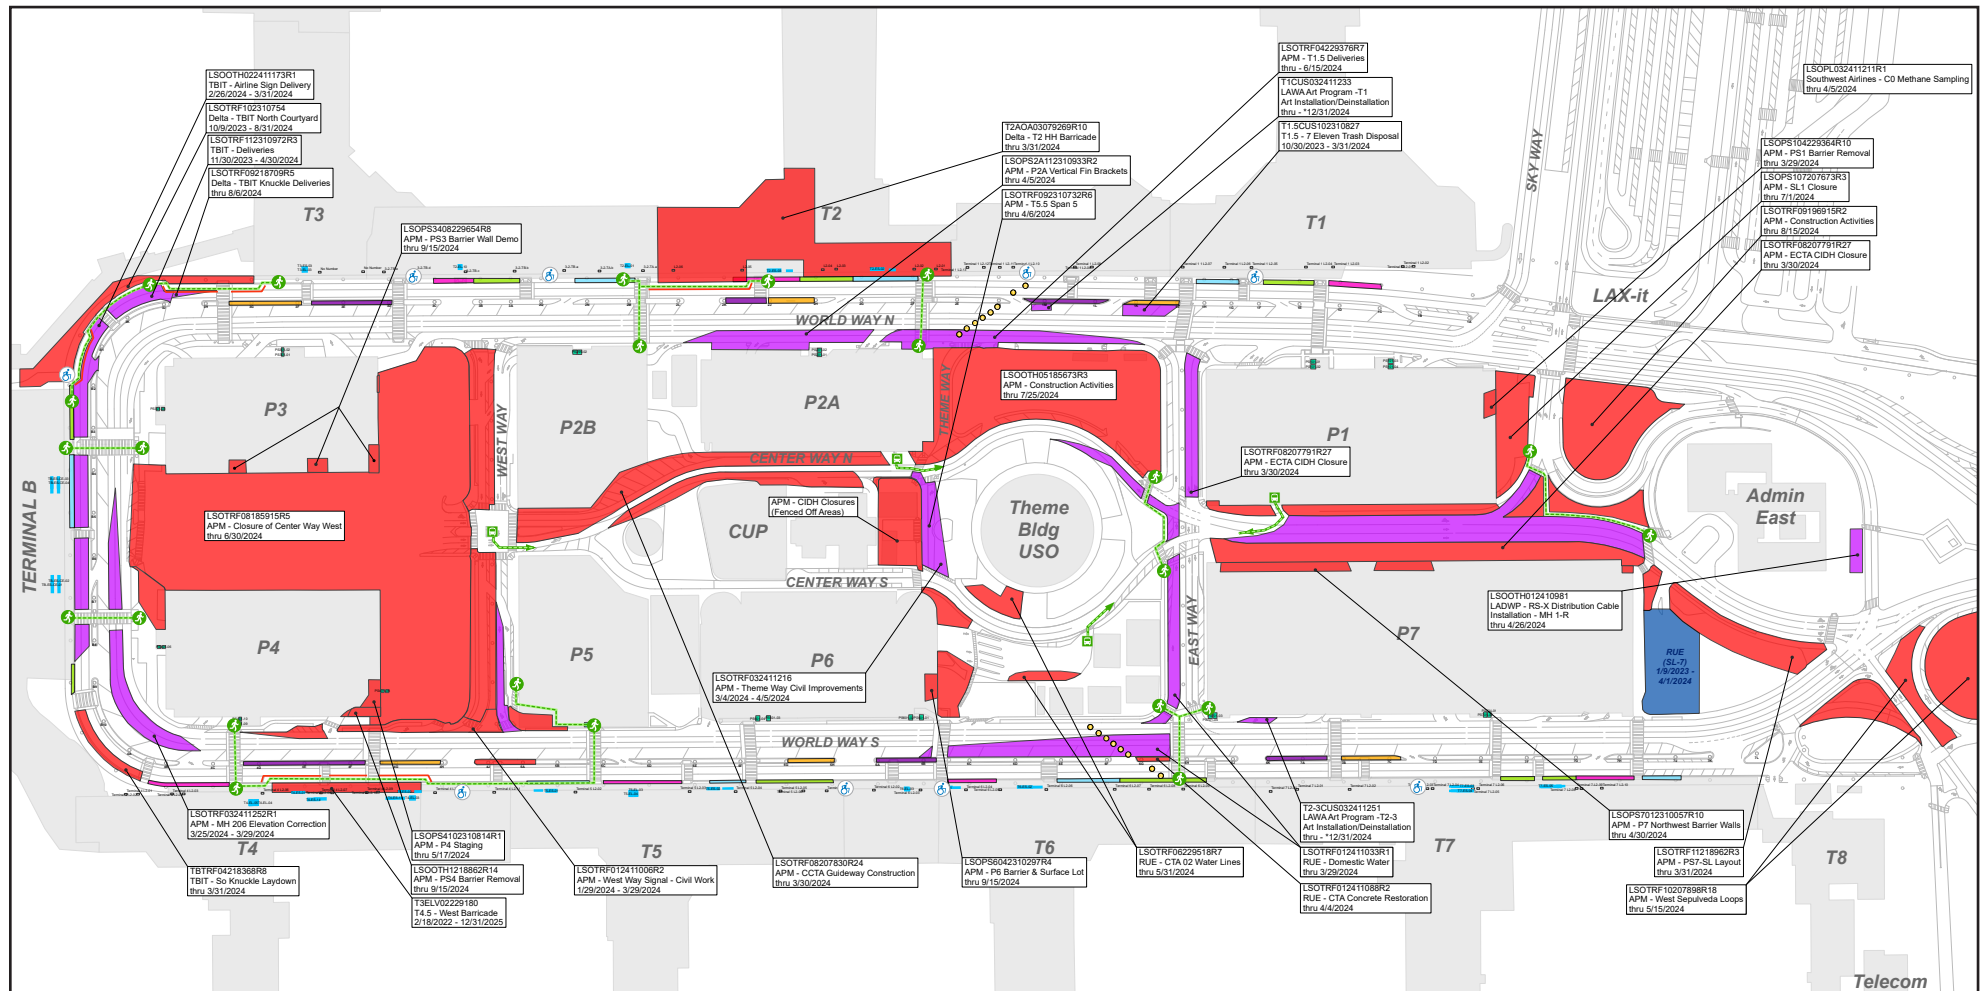 LSOOTH022411173R1
TBIT - Airline Sign Delivery
2/26/2024 - 3/31/2024
LSOTRF102310754
Delta - TBIT North Courtyard
10/9/2023 - 8/31/2024
LSOTRF112310972R3
TBIT - Deliveries
11/30/2023 - 4/30/2024
LSOTRF09218709R5
Delta - TBIT Knuckle Deliveries
thru 8/6/2024
LSOPS3408229654R8
APM - PS3 Barrier Wall Demo
thru 9/15/2024
T2AOA03079269R10
Delta - T2 HH Barricade
thru 3/31/2024
LSOPS2A112310933R2
APM - P2A Vertical Fin Brackets
thru 4/5/2024
LSOTRF092310732R6
APM - T5.5 Span 5
thru 4/6/2024
LSOTRF04229376R7
APM - T1.5 Deliveries
thru - 6/15/2024
T1CUS032411233
LAWA Art Program -T1
Art Installation/Deinstallation
thru - *12/31/2024
T1.5CUS102310827
T1.5 - 7 Eleven Trash Disposal
10/30/2023 - 3/31/2024
LSOPL032411211R1
Southwest Airlines - C0 Methane Sampling
thru 4/5/2024
LSOPS104229364R10
APM - PS1 Barrier Removal
thru 3/29/2024
LSOPS107207673R3
APM - SL1 Closure
thru 7/1/2024
LSOTRF09196915R2
APM - Construction Activities
thru 8/15/2024
LSOTRF08207791R27
APM - ECTA CIDH Closure
thru 3/30/2024
T3
T2
T1
SKY WAY
LAX-it
WORLD WAY N
P3
WEST WAY
P2B
P2A
THEME WAY
LSOOTH05185673R3
APM - Construction Activities
thru 7/25/2024
P1
LSOTRF08207791R27
APM - ECTA CIDH Closure
thru 3/30/2024
CENTER WAY N
TERMINAL B
LSOTRF08185915R5
APM - Closure of Center Way West
thru 6/30/2024
CUP
APM - CIDH Closures
(Fenced Off Areas)
Theme
Bldg
USO
Admin
East
CENTER WAY S
LSOOTH012410981
LADWP - RS-X Distribution Cable
Installation - MH 1-R
thru 4/26/2024
P4
P5
P6
EAST WAY
P7
RUE
(SL-7)
1/9/2023 -
4/1/2024
LSOTRF032411216
APM - Theme Way Civil Improvements
3/4/2024 - 4/5/2024
WORLD WAY S
LSOTRF032411252R1
APM - MH 206 Elevation Correction
3/25/2024 - 3/29/2024
T4
TBTRF04218368R8
TBIT - So Knuckle Laydown
thru 3/31/2024
LSOPS4102310814R1
APM - P4 Staging
thru 5/17/2024
LSOOTH1218862R14
APM - PS4 Barrier Removal
thru 9/15/2024
T3ELV02229180
T4.5 - West Barricade
2/18/2022 - 12/31/2025
T5
LSOTRF012411006R2
APM - West Way Signal - Civil Work
1/29/2024 - 3/29/2024
LSOTRF08207830R24
APM - CCTA Guideway Construction
thru 3/30/2024
T6
LSOPS6042310297R4
APM - P6 Barrier & Surface Lot
thru 9/15/2024
LSOTRF06229518R7
RUE - CTA 02 Water Lines
thru 5/31/2024
T2-3CUS032411251
LAWA Art Program -T2-3
Art Installation/Deinstallation
thru - *12/31/2024
LSOTRF012411033R1
RUE - Domestic Water
thru 3/29/2024
LSOTRF012411088R2
RUE - CTA Concrete Restoration
thru 4/4/2024
T7
LSOPS7012310057R10
APM - P7 Northwest Barrier Walls
thru 4/30/2024
LSOTRF11218962R3
APM - PS7-SL Layout
thru 3/31/2024
LSOTRF10207898R18
APM - West Sepulveda Loops
thru 5/15/2024
T8
Telecom